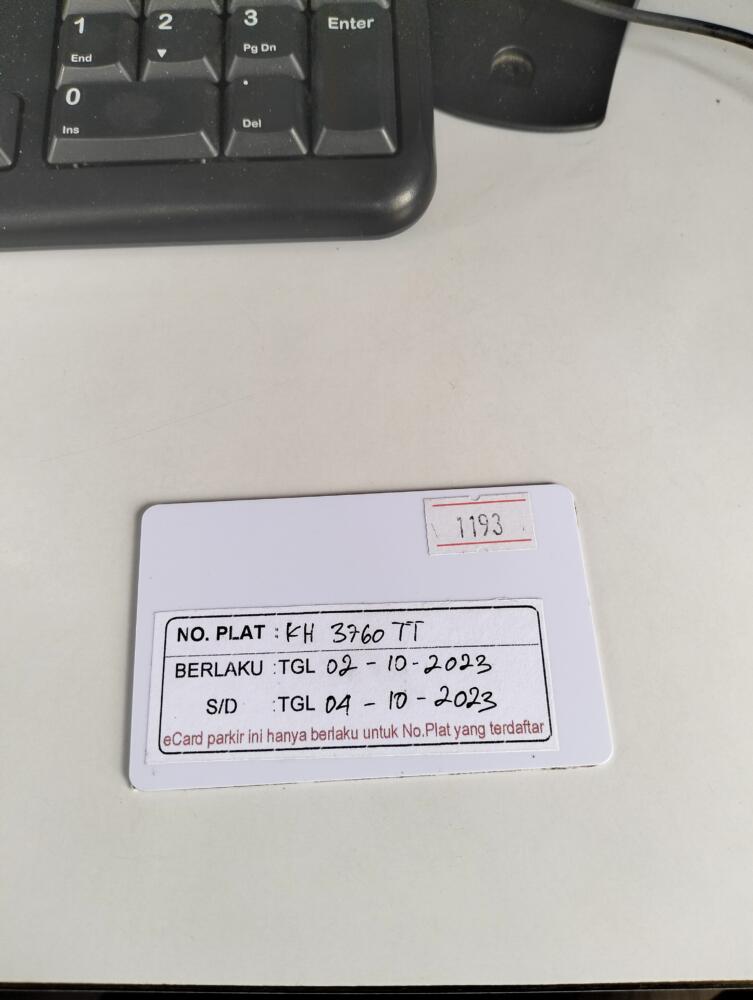 1
2
3
Enter
End
▼
Pg Dn
0
.
Ins
Del
1193
NO. PLAT : KH 3760 TT
BERLAKU : TGL 02 - 10 - 2023
S/D : TGL 04 - 10 - 2023
eCard parkir ini hanya berlaku untuk No.Plat yang terdaftar